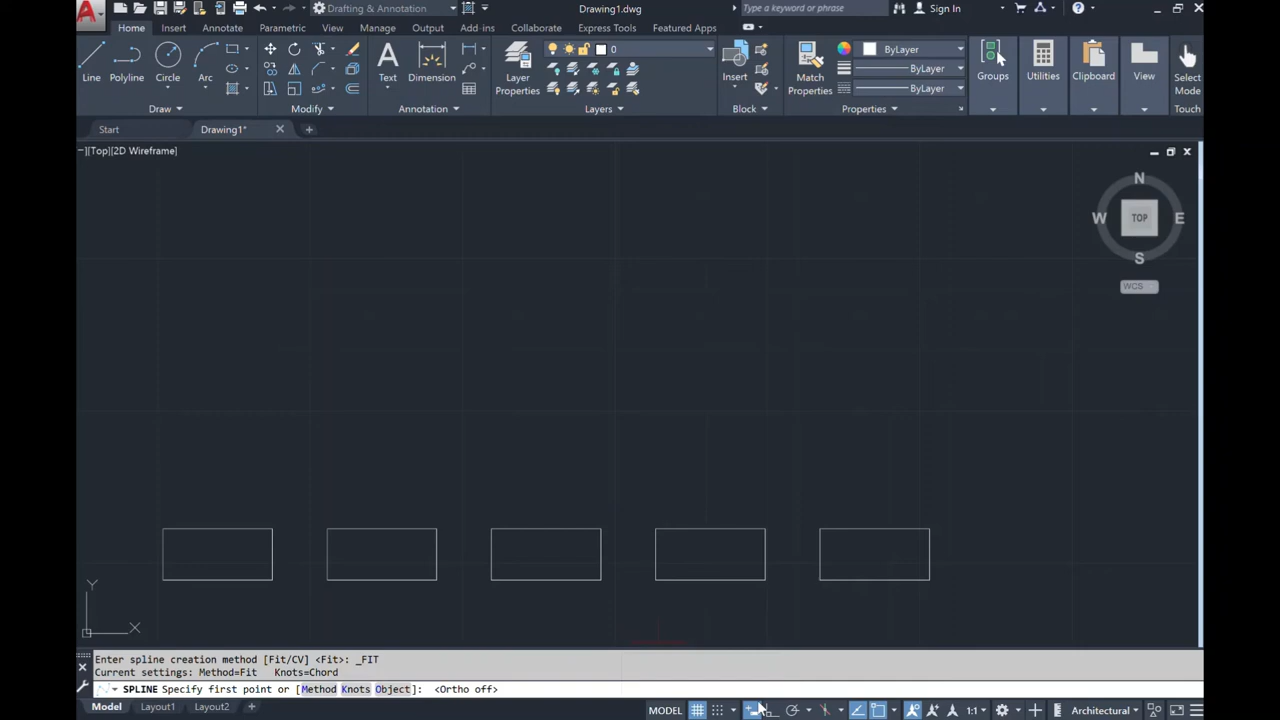 A Drafting & Annotation Drawing1.dwg Type a keyword or phrase Sign In
Home Insert Annotate Parametric View Manage Output Add-ins Collaborate Express Tools Featured Apps
0 ByLayer
ByLayer
Line Polyline Circle Arc Text Dimension Layer Properties Insert Match Properties ByLayer Groups Utilities Clipboard View Select Mode
Draw Modify Annotation Layers Block Properties Touch
Start Drawing1* +
−][Top][2D Wireframe]
N
W TOP E
S
WCS
Y
X
Enter spline creation method [Fit/CV] <Fit>: _FIT
Current settings: Method=Fit Knots=Chord
SPLINE Specify first point or [Method Knots Object]: <Ortho off>
Model Layout1 Layout2 MODEL 1:1 Architectural